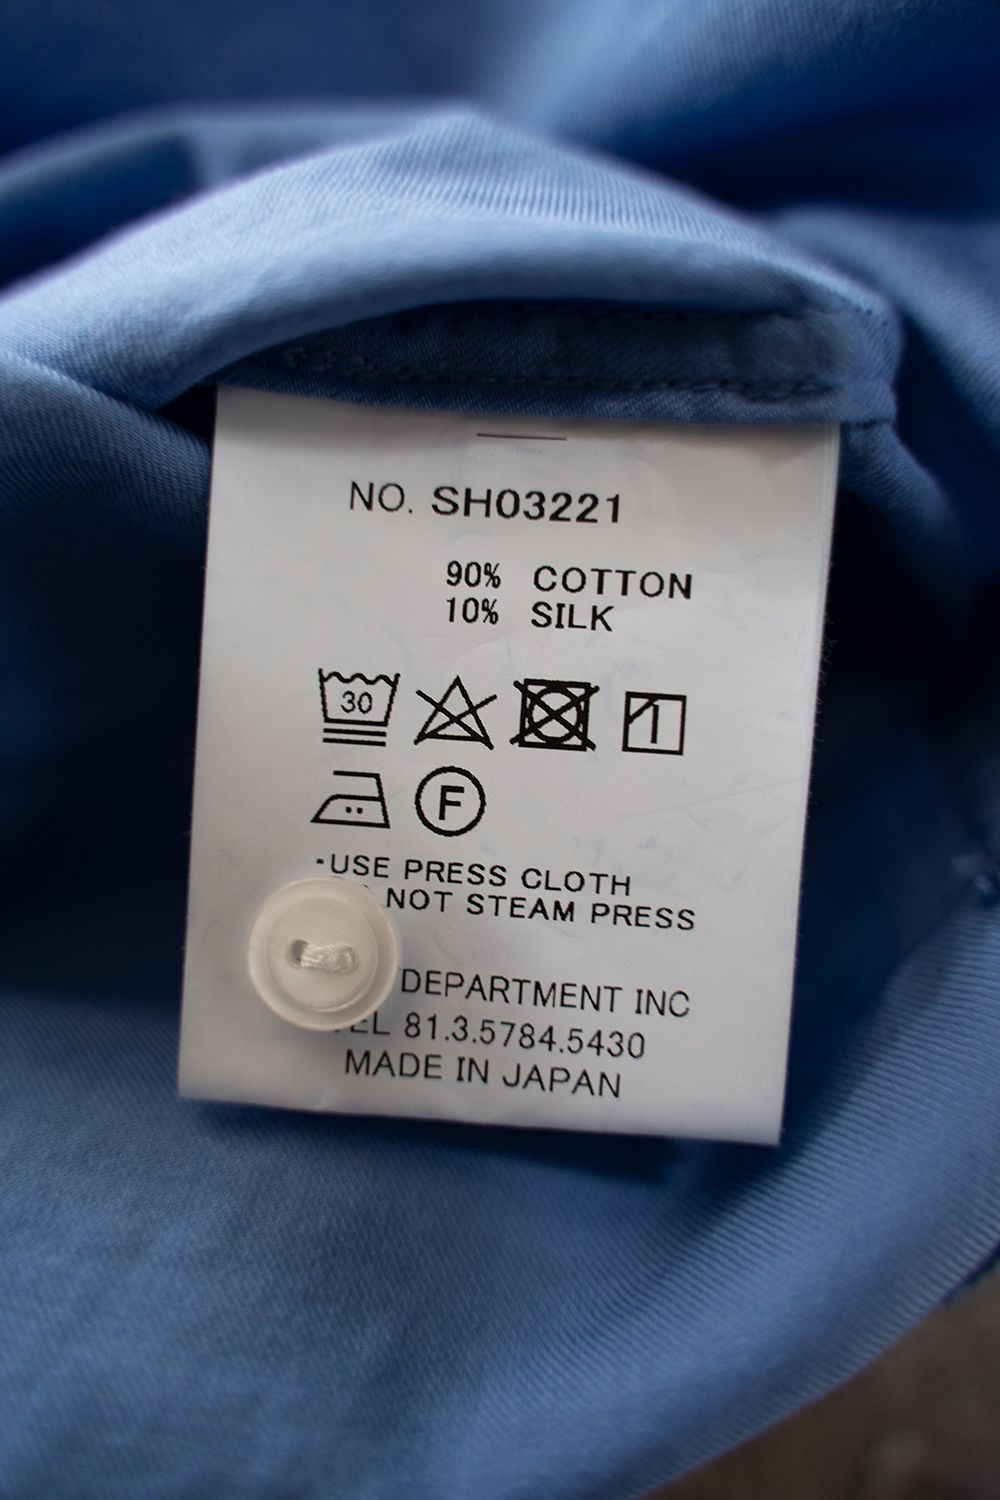 NO. SH03221
90% COTTON
10% SILK
30
F
-USE PRESS CLOTH
NOT STEAM PRESS
DEPARTMENT INC
TEL 81.3.5784.5430
MADE IN JAPAN